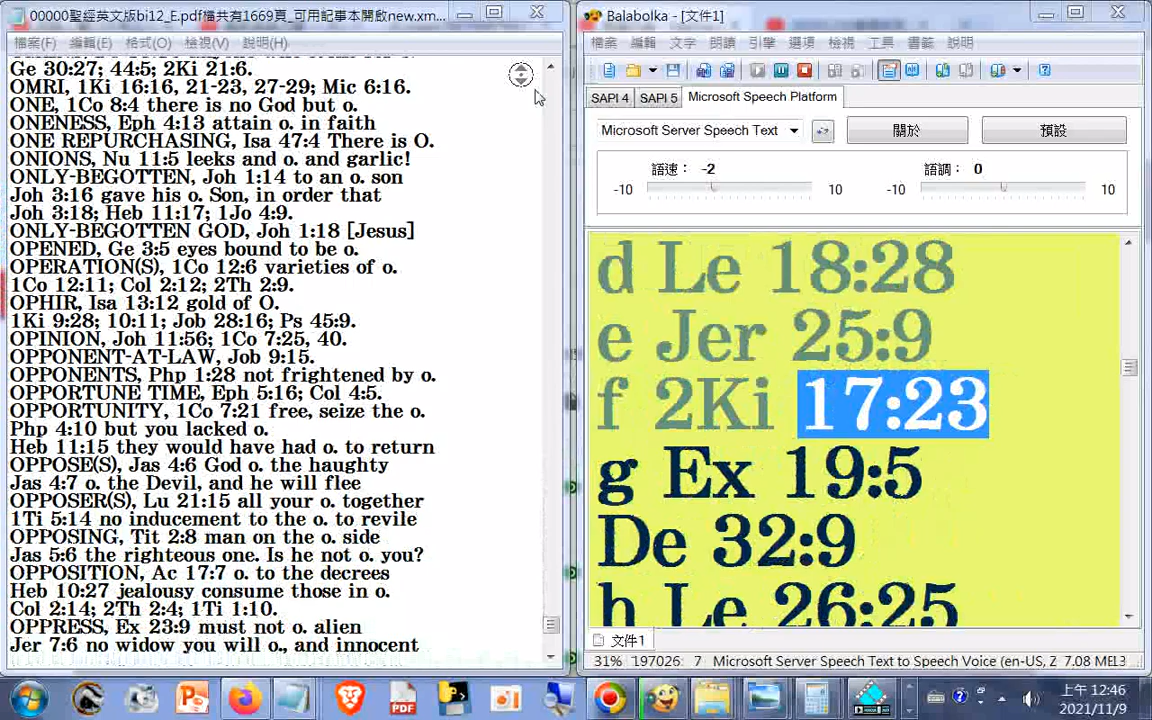 00000聖經英文版bi12_E.pdf檔共有1669頁_可用記事本開啟new.xm...
檔案(F) 編輯(E) 格式(O) 檢視(V) 說明(H)
Ge 30:27; 44:5; 2Ki 21:6.
OMRI, 1Ki 16:16, 21-23, 27-29; Mic 6:16.
ONE, 1Co 8:4 there is no God but o.
ONENESS, Eph 4:13 attain o. in faith
ONE REPURCHASING, Isa 47:4 There is O.
ONIONS, Nu 11:5 leeks and o. and garlic!
ONLY-BEGOTTEN, Joh 1:14 to an o. son
Joh 3:16 gave his o. Son, in order that
Joh 3:18; Heb 11:17; 1Jo 4:9.
ONLY-BEGOTTEN GOD, Joh 1:18 [Jesus]
OPENED, Ge 3:5 eyes bound to be o.
OPERATION(S), 1Co 12:6 varieties of o.
1Co 12:11; Col 2:12; 2Th 2:9.
OPHIR, Isa 13:12 gold of O.
1Ki 9:28; 10:11; Job 28:16; Ps 45:9.
OPINION, Joh 11:56; 1Co 7:25, 40.
OPPONENT-AT-LAW, Job 9:15.
OPPONENTS, Php 1:28 not frightened by o.
OPPORTUNE TIME, Eph 5:16; Col 4:5.
OPPORTUNITY, 1Co 7:21 free, seize the o.
Php 4:10 but you lacked o.
Heb 11:15 they would have had o. to return
OPPOSE(S), Jas 4:6 God o. the haughty
Jas 4:7 o. the Devil, and he will flee
OPPOSER(S), Lu 21:15 all your o. together
1Ti 5:14 no inducement to the o. to revile
OPPOSING, Tit 2:8 man on the o. side
Jas 5:6 the righteous one. Is he not o. you?
OPPOSITION, Ac 17:7 o. to the decrees
Heb 10:27 jealousy consume those in o.
Col 2:14; 2Th 2:4; 1Ti 1:10.
OPPRESS, Ex 23:9 must not o. alien
Jer 7:6 no widow you will o., and innocent
Balabolka - [文件1]
檔案 編輯 文字 朗讀 引擎 選項 檢視 工具 書籤 說明
SAPI 4 SAPI 5 Microsoft Speech Platform
Microsoft Server Speech Text 關於 預設
語速： -2 語調： 0
-10 10 -10 10
d Le 18:28
e Jer 25:9
f 2Ki 17:23
g Ex 19:5
De 32:9
h Le 26:25
文件1
31% 197026: 7 Microsoft Server Speech Text to Speech Voice (en-US, Z 7.08 MB
上午 12:46
2021/11/9